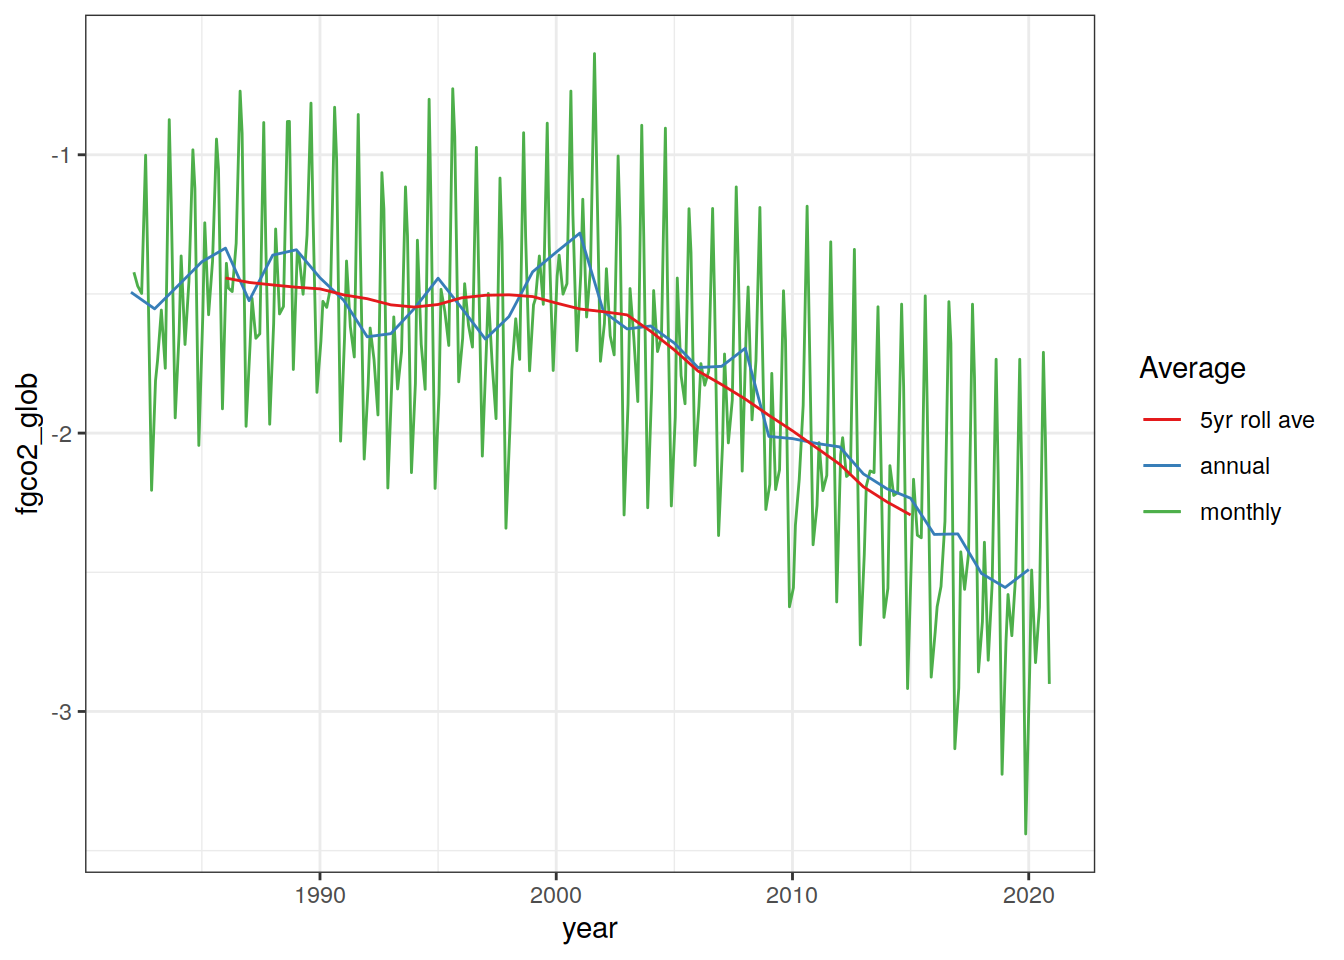 -1
-2
-3
fgco2_glob
1990
2000
2010
2020
year
Average
5yr roll ave
annual
monthly